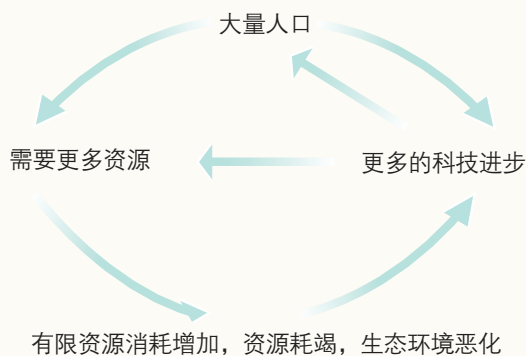 大量人口
需要更多资源
更多的科技进步
有限资源消耗增加，资源耗竭，生态环境恶化